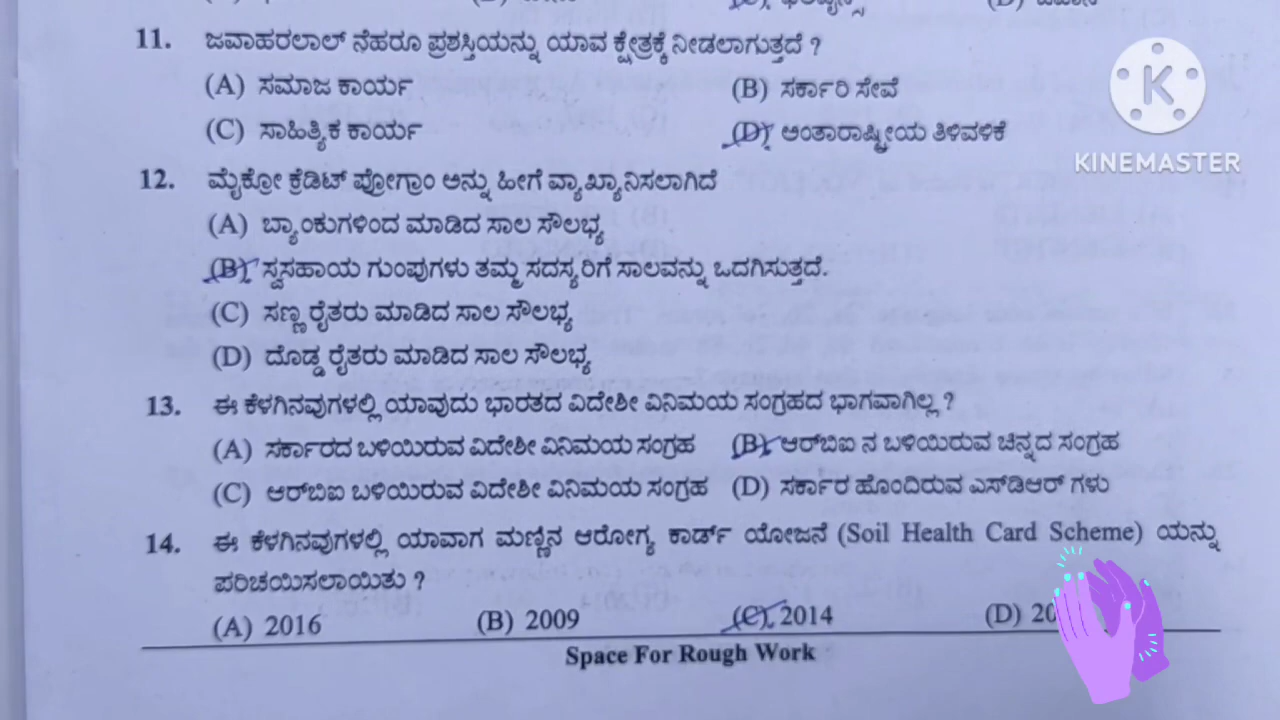 11. ಜವಾಹರಲಾಲ್ ನೆಹರೂ ಪ್ರಶಸ್ತಿಯನ್ನು ಯಾವ ಕ್ಷೇತ್ರಕ್ಕೆ ನೀಡಲಾಗುತ್ತದೆ ?
(A) ಸಮಾಜ ಕಾರ್ಯ (B) ಸರ್ಕಾರಿ ಸೇವೆ
(C) ಸಾಹಿತ್ಯಿಕ ಕಾರ್ಯ (D) ಅಂತಾರಾಷ್ಟ್ರೀಯ ತಿಳಿವಳಿಕೆ
K
KINEMASTER
12. ಮೈಕ್ರೋ ಕ್ರೆಡಿಟ್ ಪ್ರೋಗ್ರಾಂ ಅನ್ನು ಹೀಗೆ ವ್ಯಾಖ್ಯಾನಿಸಲಾಗಿದೆ
(A) ಬ್ಯಾಂಕುಗಳಿಂದ ಮಾಡಿದ ಸಾಲ ಸೌಲಭ್ಯ
(B) ಸ್ವಸಹಾಯ ಗುಂಪುಗಳು ತಮ್ಮ ಸದಸ್ಯರಿಗೆ ಸಾಲವನ್ನು ಒದಗಿಸುತ್ತದೆ.
(C) ಸಣ್ಣ ರೈತರು ಮಾಡಿದ ಸಾಲ ಸೌಲಭ್ಯ
(D) ದೊಡ್ಡ ರೈತರು ಮಾಡಿದ ಸಾಲ ಸೌಲಭ್ಯ
13. ಈ ಕೆಳಗಿನವುಗಳಲ್ಲಿ ಯಾವುದು ಭಾರತದ ವಿದೇಶೀ ವಿನಿಮಯ ಸಂಗ್ರಹದ ಭಾಗವಾಗಿಲ್ಲ ?
(A) ಸರ್ಕಾರದ ಬಳಿಯಿರುವ ವಿದೇಶೀ ವಿನಿಮಯ ಸಂಗ್ರಹ (B) ಆರ್‌ಬಿಐ ನ ಬಳಿಯಿರುವ ಚಿನ್ನದ ಸಂಗ್ರಹ
(C) ಆರ್‌ಬಿಐ ಬಳಿಯಿರುವ ವಿದೇಶೀ ವಿನಿಮಯ ಸಂಗ್ರಹ (D) ಸರ್ಕಾರ ಹೊಂದಿರುವ ಎಸ್‌ಡಿಆರ್ ಗಳು
14. ಈ ಕೆಳಗಿನವುಗಳಲ್ಲಿ ಯಾವಾಗ ಮಣ್ಣಿನ ಆರೋಗ್ಯ ಕಾರ್ಡ್ ಯೋಜನೆ (Soil Health Card Scheme) ಯನ್ನು
ಪರಿಚಯಿಸಲಾಯಿತು ?
(A) 2016 (B) 2009 (C) 2014 (D)
Space For Rough Work